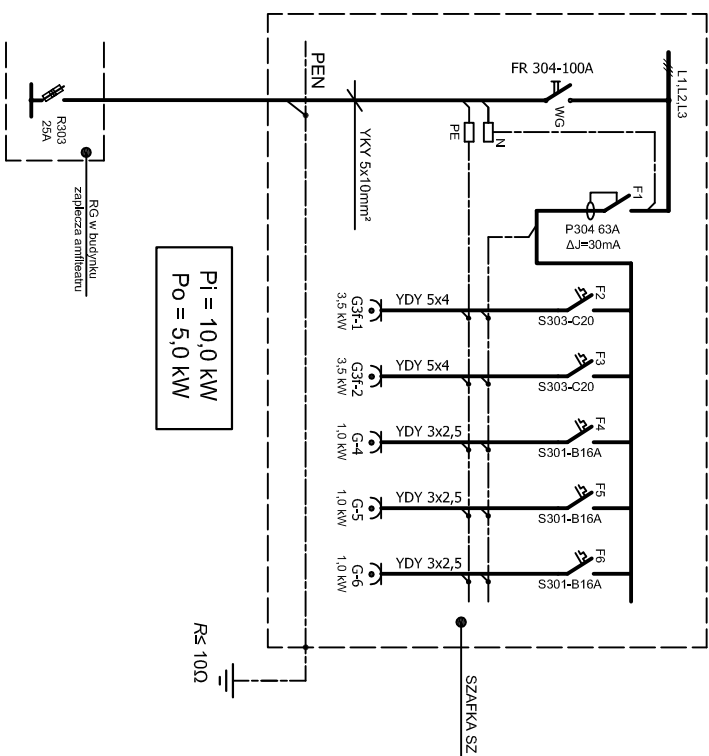 FR 304-100A
WG
L1,L2,L3
PEN
YKY 5x10mm²
PE
N
R303
25A
RG w budynku
zaplecza amfiteatru
F1
P304 63A
ΔJ=30mA
G3f-1
3,5 kW
YDY 5x4
F2
S303-C20
G3f-2
3,5 kW
YDY 5x4
F3
S303-C20
G-4
1,0 kW
YDY 3x2,5
F4
S301-B16A
G-5
1,0 kW
YDY 3x2,5
F5
S301-B16A
G-6
1,0 kW
YDY 3x2,5
F6
S301-B16A
Pi = 10,0 kW
Po = 5,0 kW
R≤ 10Ω
SZAFKA SZ